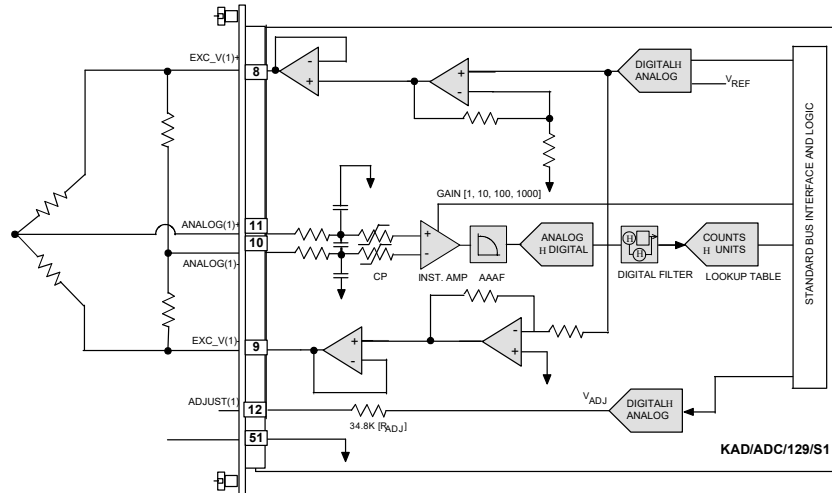 EXC_V(1)+
8
-
+
+
-
DIGITALH
ANALOG
VREF
STANDARD BUS INTERFACE AND LOGIC
GAIN [1, 10, 100, 1000]
ANALOG(1)+
11
10
ANALOG(1)-
CP
+
-
INST. AMP
AAAF
ANALOG
H DIGITAL
H
H
DIGITAL FILTER
COUNTS
H UNITS
LOOKUP TABLE
EXC_V(1)-
9
+
-
-
+
ADJUST(1)
12
34.8K [RADJ]
VADJ
DIGITALH
ANALOG
51
KAD/ADC/129/S1